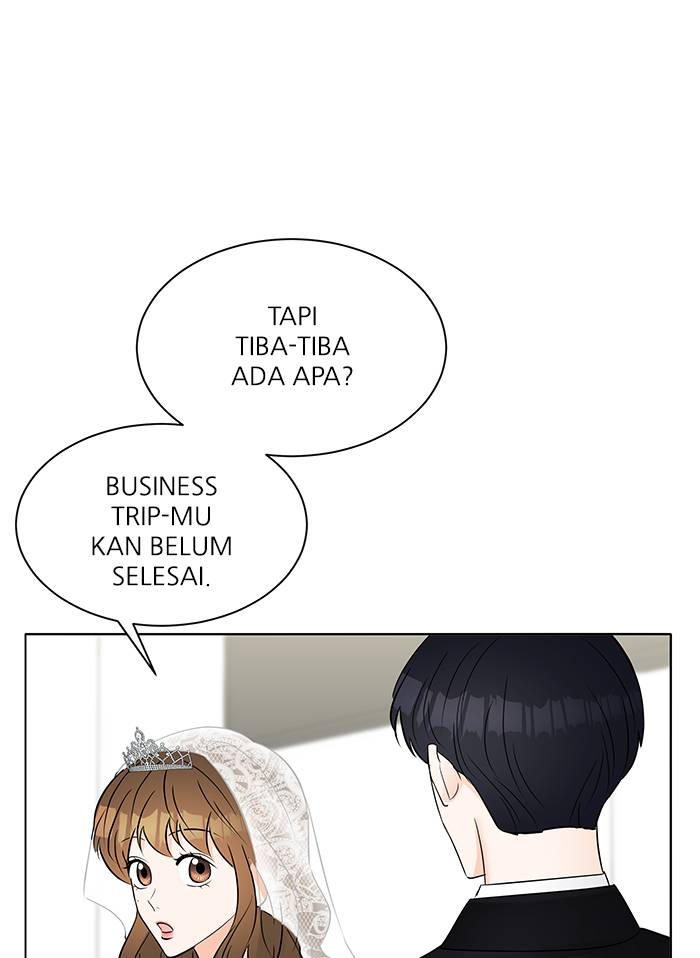 TAPI
TIBA-TIBA
ADA APA?
BUSINESS
TRIP-MU
KAN BELUM
SELESAI.